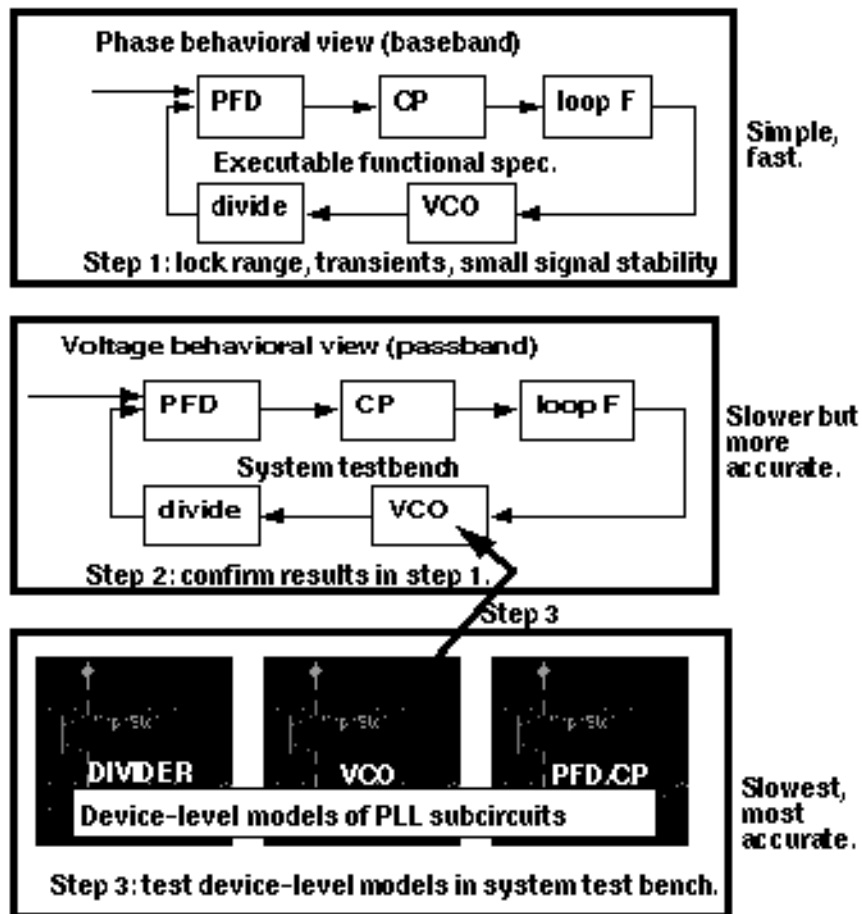 Phase behavioral view (baseband)
PFD
CP
loop F
Executable functional spec.
divide
VCO
Step 1: lock range, transients, small signal stability
Simple,
fast.
Voltage behavioral view (passband)
PFD
CP
loop F
System testbench
divide
VCO
Step 2: confirm results in step 1.
Slower but
more
accurate.
Step 3
DIVIDER
VCO
PFD/CP
Device-level models of PLL subcircuits
Step 3: test device-level models in system test bench.
Slowest,
most
accurate.